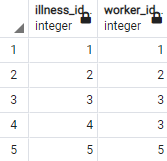 illness_id worker_id
integer integer
1 1 1
2 2 2
3 3 3
4 4 3
5 5 5